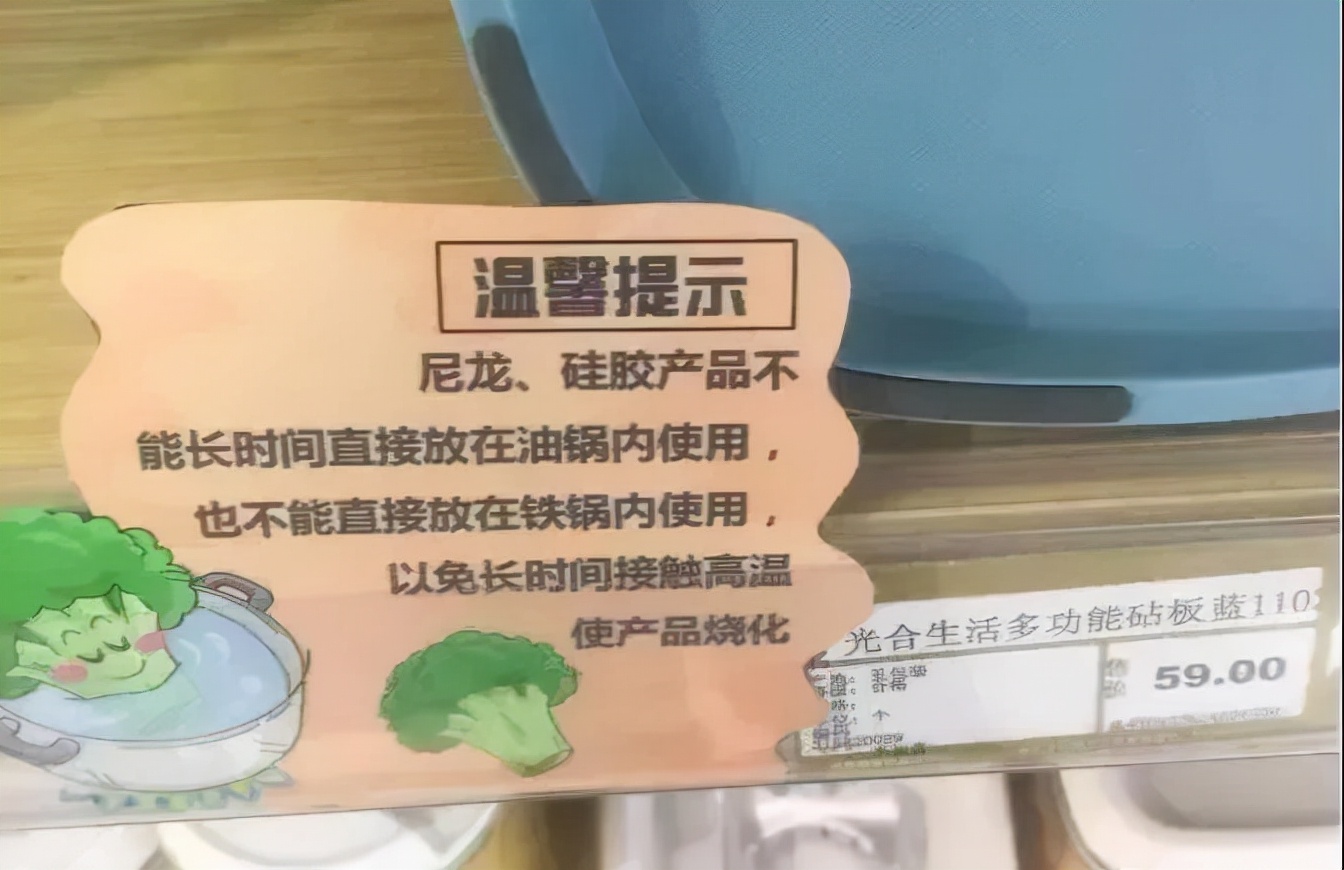 温馨提示
尼龙、硅胶产品不
能长时间直接放在油锅内使用，
也不能直接放在铁锅内使用，
以免长时间接触高温
使产品烧化
光合生活多功能砧板蓝110
59.00